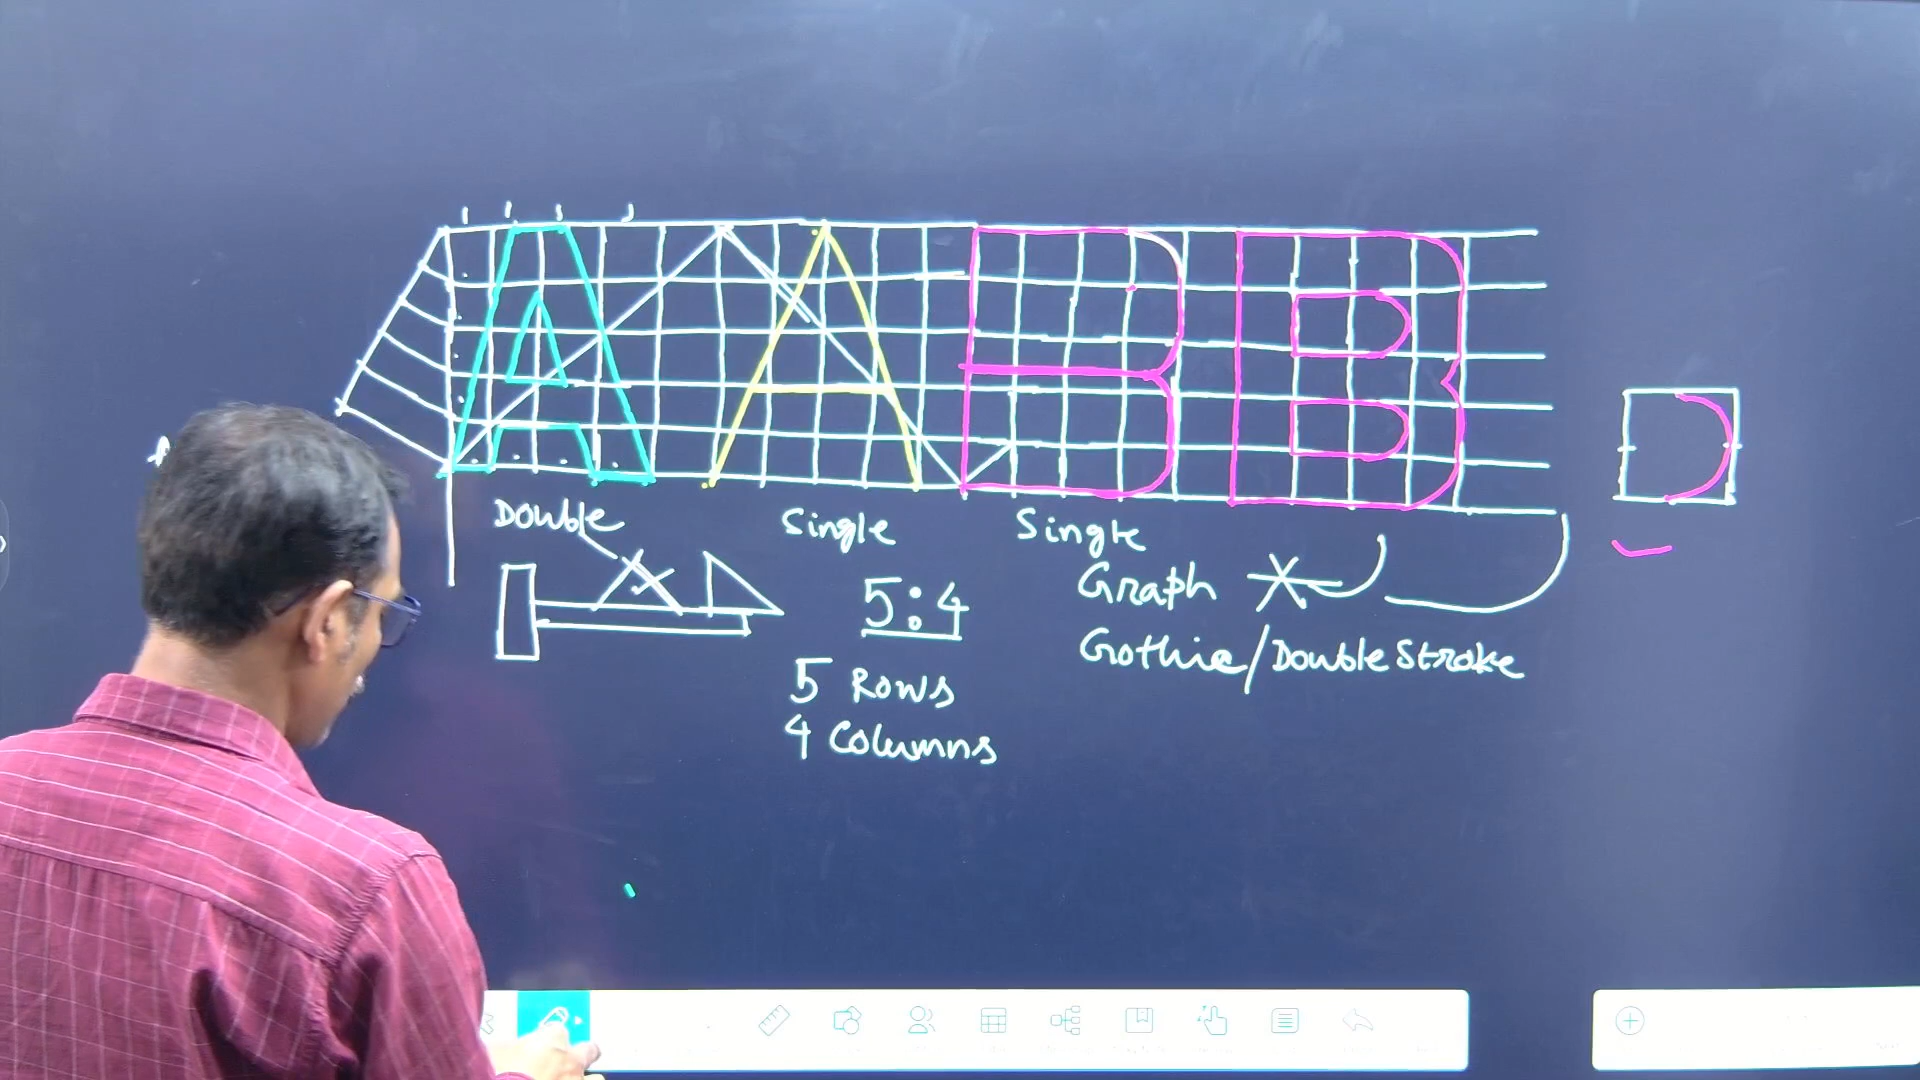 A A B B
Double Single Single
5:4 Graph
Gothic/Double Stroke
5 Rows
4 Columns